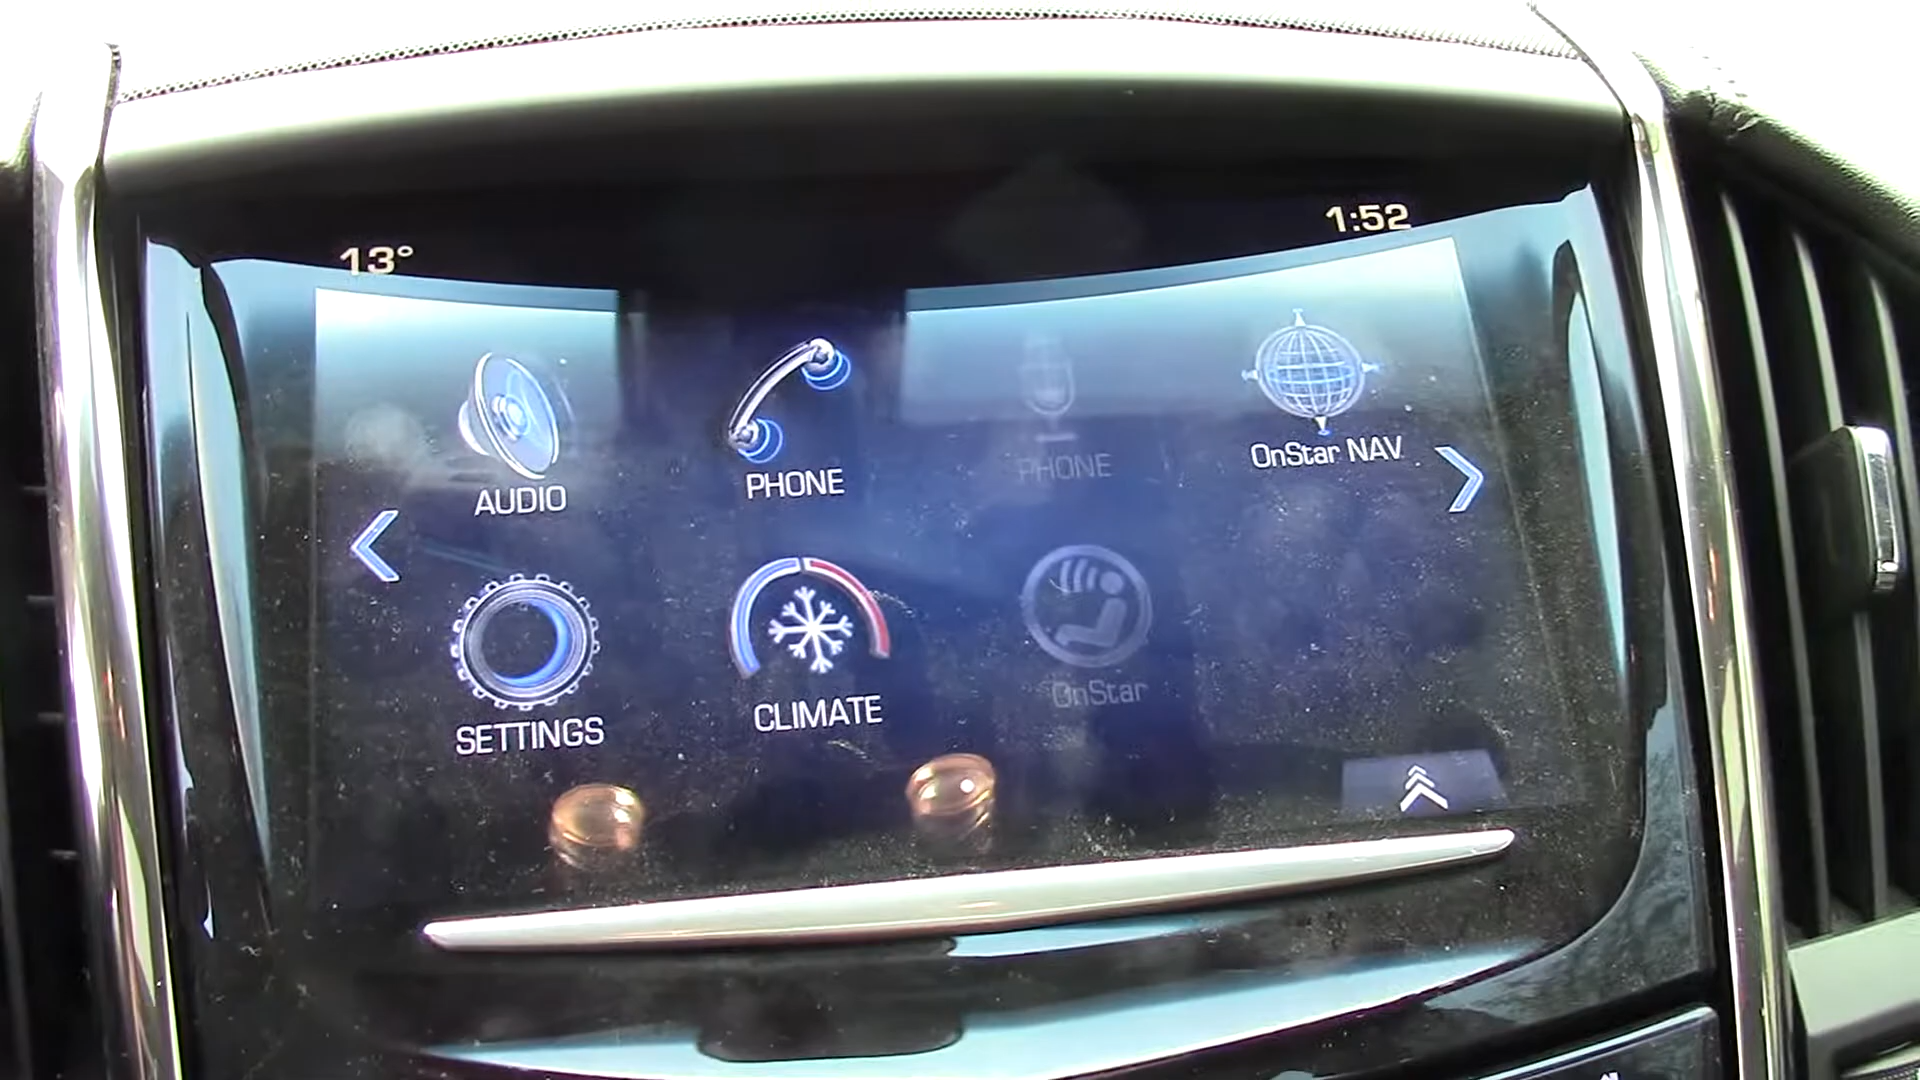 13°
1:52
AUDIO
PHONE
PHONE
OnStar NAV
SETTINGS
CLIMATE
OnStar